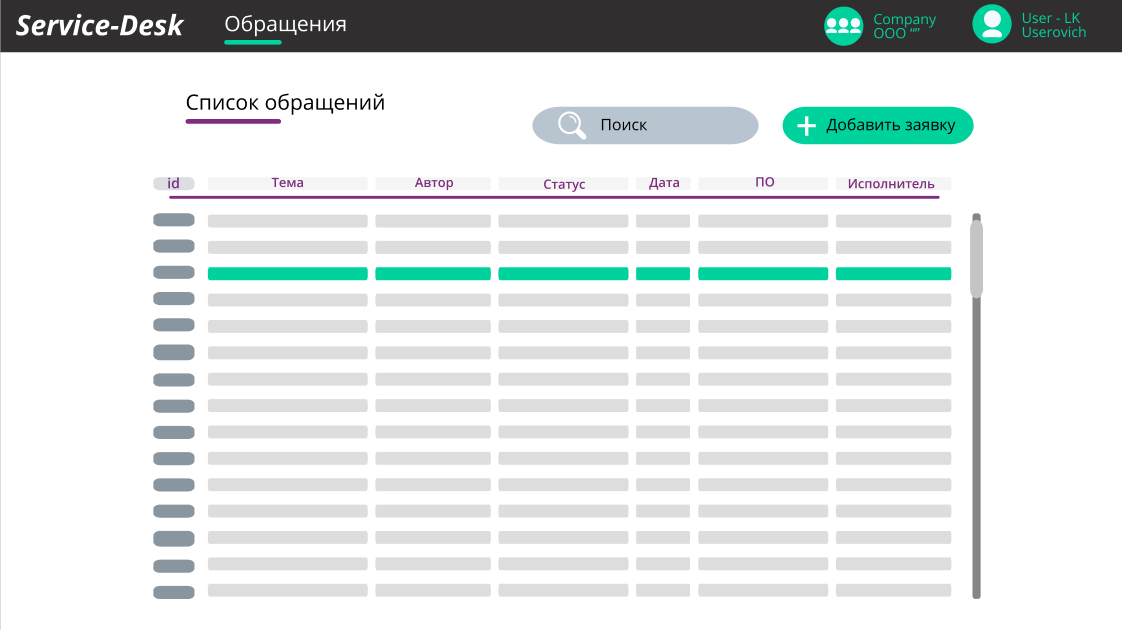 Service-Desk
Обращения
Company
ООО “”
User - LK
Userovich
Список обращений
Поиск
Добавить заявку
id
Тема
Автор
Статус
Дата
ПО
Исполнитель